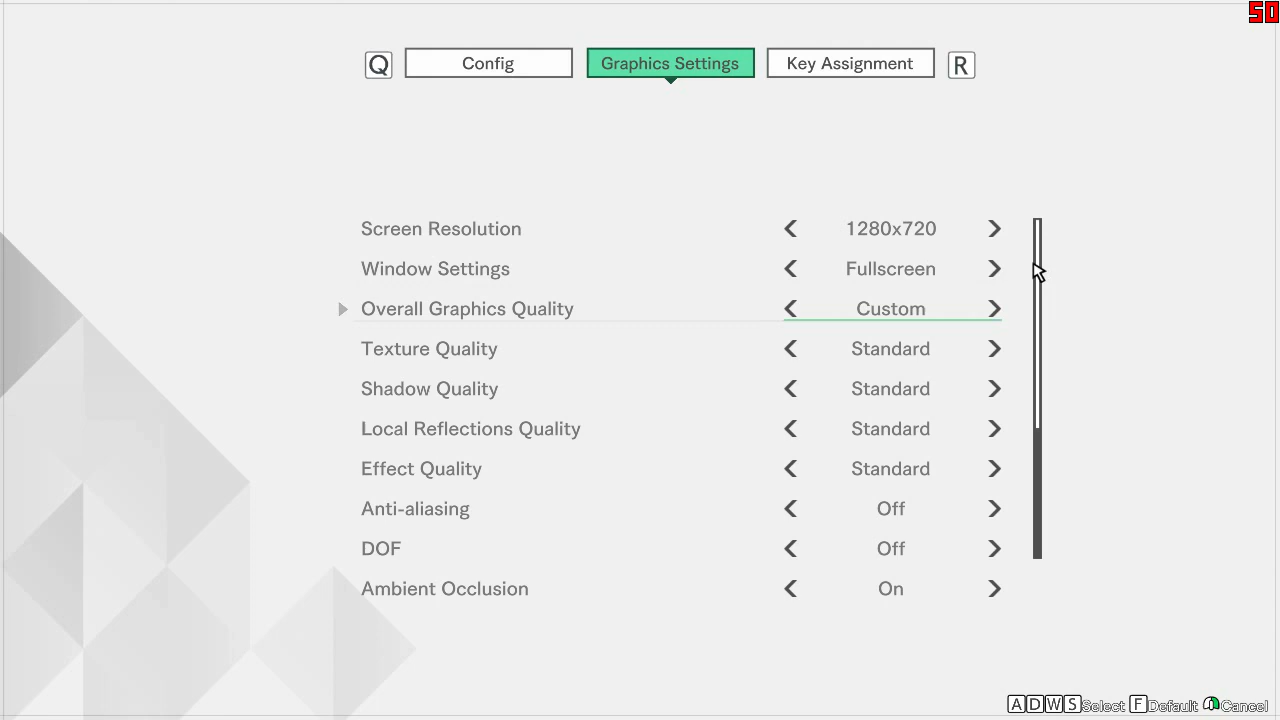 50
Q Config Graphics Settings Key Assignment R
Screen Resolution 1280x720
Window Settings Fullscreen
Overall Graphics Quality Custom
Texture Quality Standard
Shadow Quality Standard
Local Reflections Quality Standard
Effect Quality Standard
Anti-aliasing Off
DOF Off
Ambient Occlusion On
A D W S Select F Default Cancel